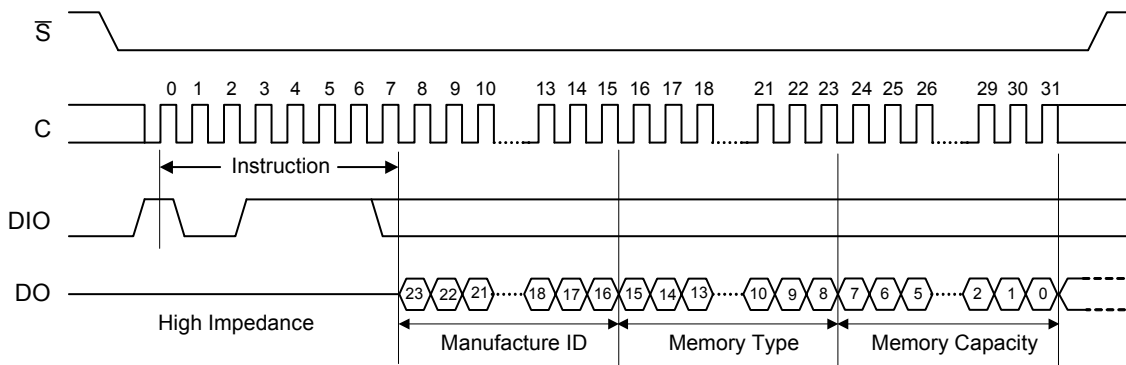 S
0 1 2 3 4 5 6 7 8 9 10 13 14 15 16 17 18 21 22 23 24 25 26 29 30 31
C
Instruction
DIO
DO
23 22 21 18 17 16 15 14 13 10 9 8 7 6 5 2 1 0
High Impedance
Manufacture ID
Memory Type
Memory Capacity